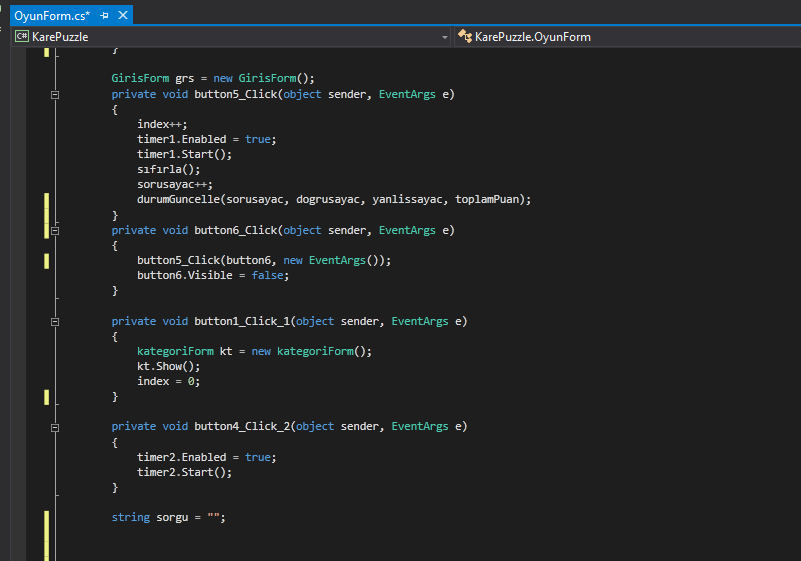 OyunForm.cs*
C# KarePuzzle KarePuzzle.OyunForm
}
GirisForm grs = new GirisForm();
private void button5_Click(object sender, EventArgs e)
{
index++;
timer1.Enabled = true;
timer1.Start();
sıfırla();
sorusayac++;
durumGuncelle(sorusayac, dogrusayac, yanlissayac, toplamPuan);
}
private void button6_Click(object sender, EventArgs e)
{
button5_Click(button6, new EventArgs());
button6.Visible = false;
}
private void button1_Click_1(object sender, EventArgs e)
{
kategoriForm kt = new kategoriForm();
kt.Show();
index = 0;
}
private void button4_Click_2(object sender, EventArgs e)
{
timer2.Enabled = true;
timer2.Start();
}
string sorgu = "";